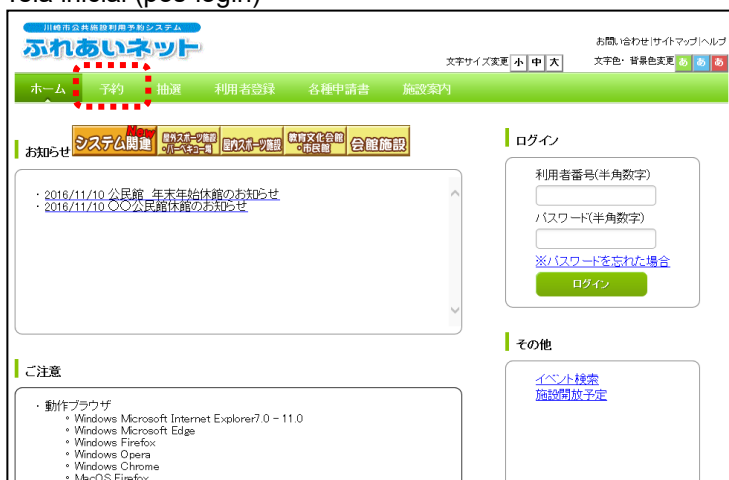 Tela inicial (pós-login)
川崎市公共施設利用予約システム
ふれあいネット
お問い合わせ|サイトマップ|ヘルプ
文字サイズ変更 小 中 大 文字色・背景色変更 あ あ あ
ホーム 予約 抽選 利用者登録 各種申請書 施設案内
お知らせ システム関連 New 屋外スポーツ施設・バーベキュー場 屋内スポーツ施設 教育文化会館・市民館 会館施設
・2016/11/10 公民館 年末年始休館のお知らせ
・2016/11/10 〇〇公民館休館のお知らせ
ログイン
利用者番号(半角数字)
パスワード(半角数字)
※パスワードを忘れた場合
ログイン
その他
イベント検索
施設開放予定
ご注意
・動作ブラウザ
Windows Microsoft Internet Explorer7.0 - 11.0
Windows Microsoft Edge
Windows Firefox
Windows Opera
Windows Chrome
MacOS Firefox